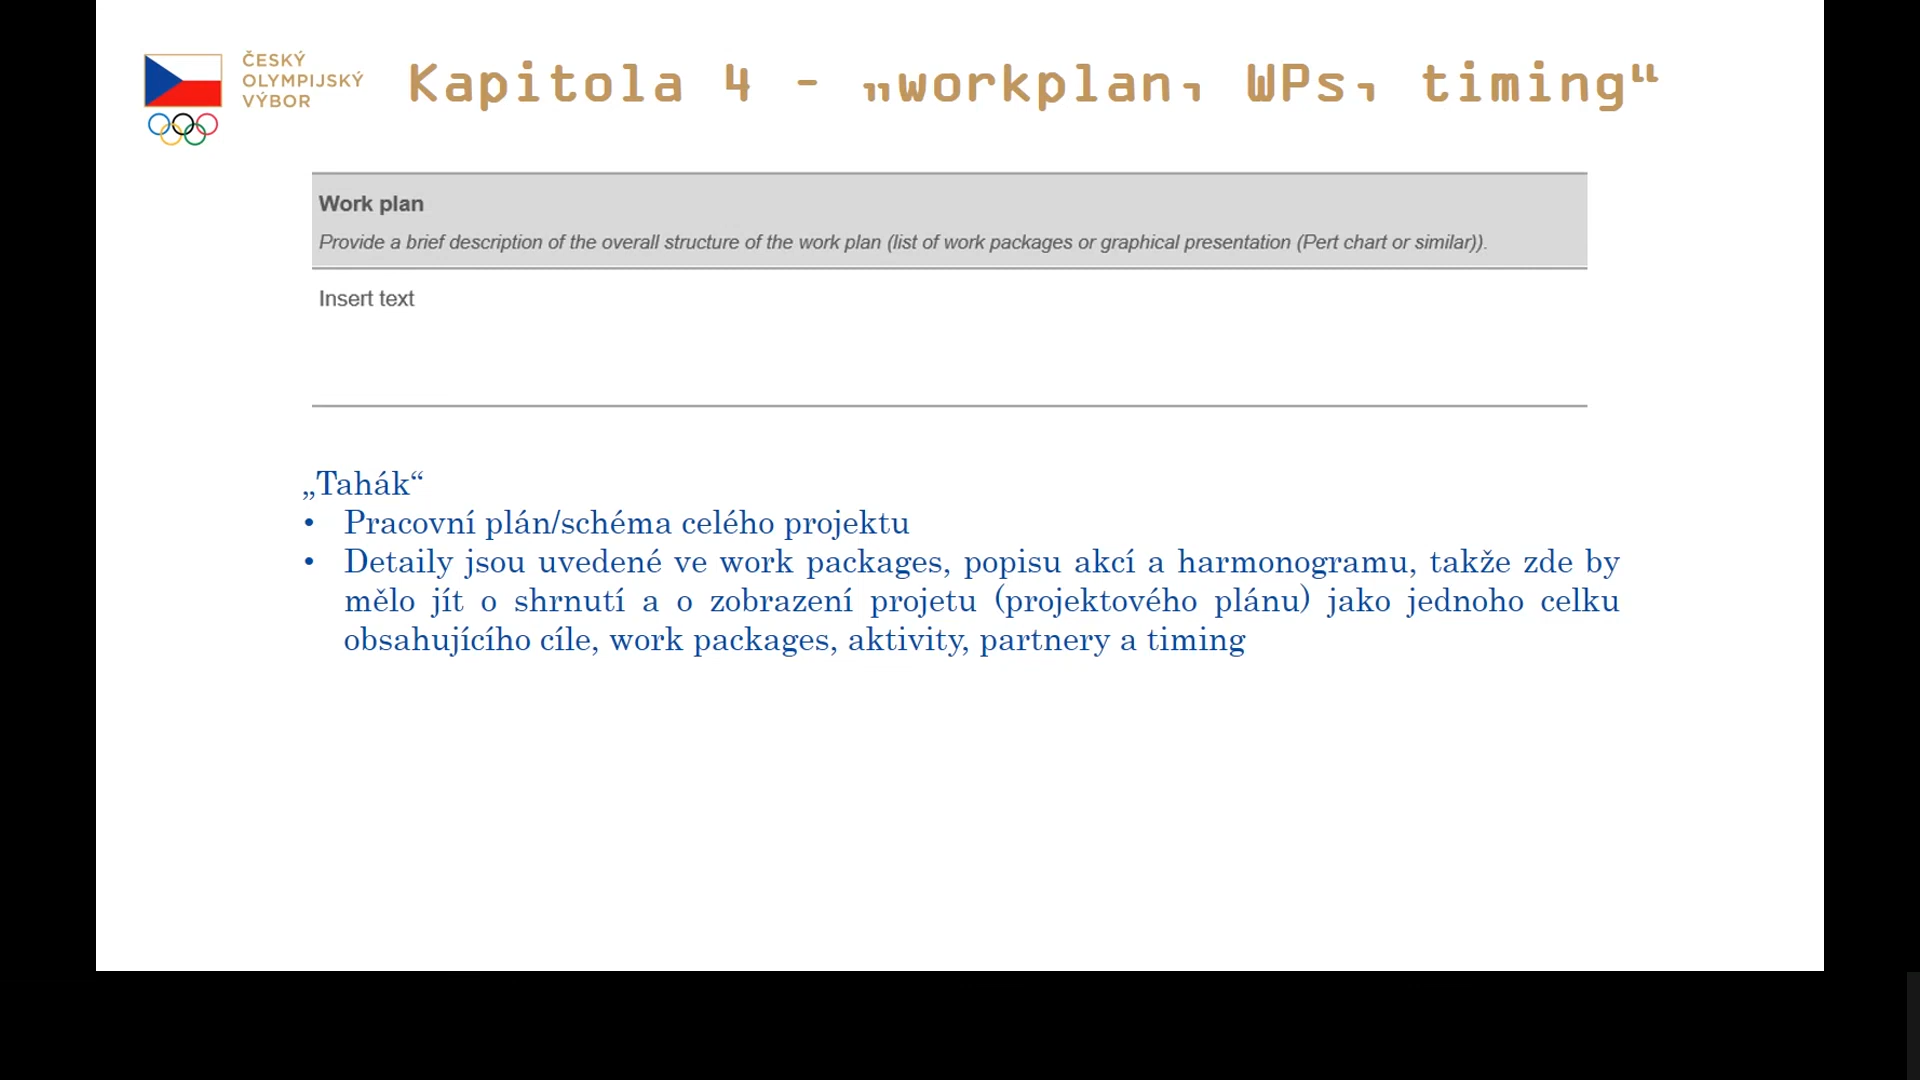 ČESKÝ
OLYMPIJSKÝ
VÝBOR
Kapitola 4 - „workplan, WPs, timing“
Work plan
Provide a brief description of the overall structure of the work plan (list of work packages or graphical presentation (Pert chart or similar)).
Insert text
„Tahák“
• Pracovní plán/schéma celého projektu
• Detaily jsou uvedené ve work packages, popisu akcí a harmonogramu, takže zde by
mělo jít o shrnutí a o zobrazení projetu (projektového plánu) jako jednoho celku
obsahujícího cíle, work packages, aktivity, partnery a timing